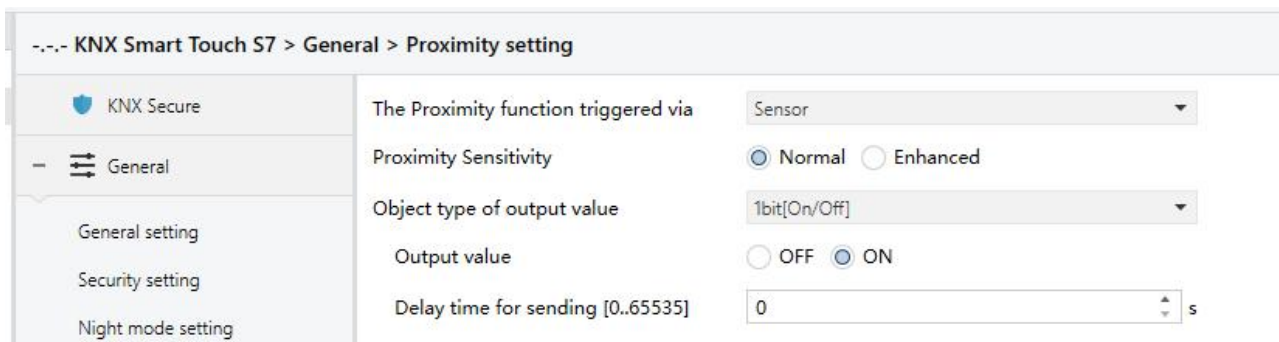 -.-.- KNX Smart Touch S7 > General > Proximity setting
KNX Secure
General
General setting
Security setting
Night mode setting
The Proximity function triggered via Sensor
Proximity Sensitivity Normal Enhanced
Object type of output value 1bit[On/Off]
Output value OFF ON
Delay time for sending [0..65535] 0 s